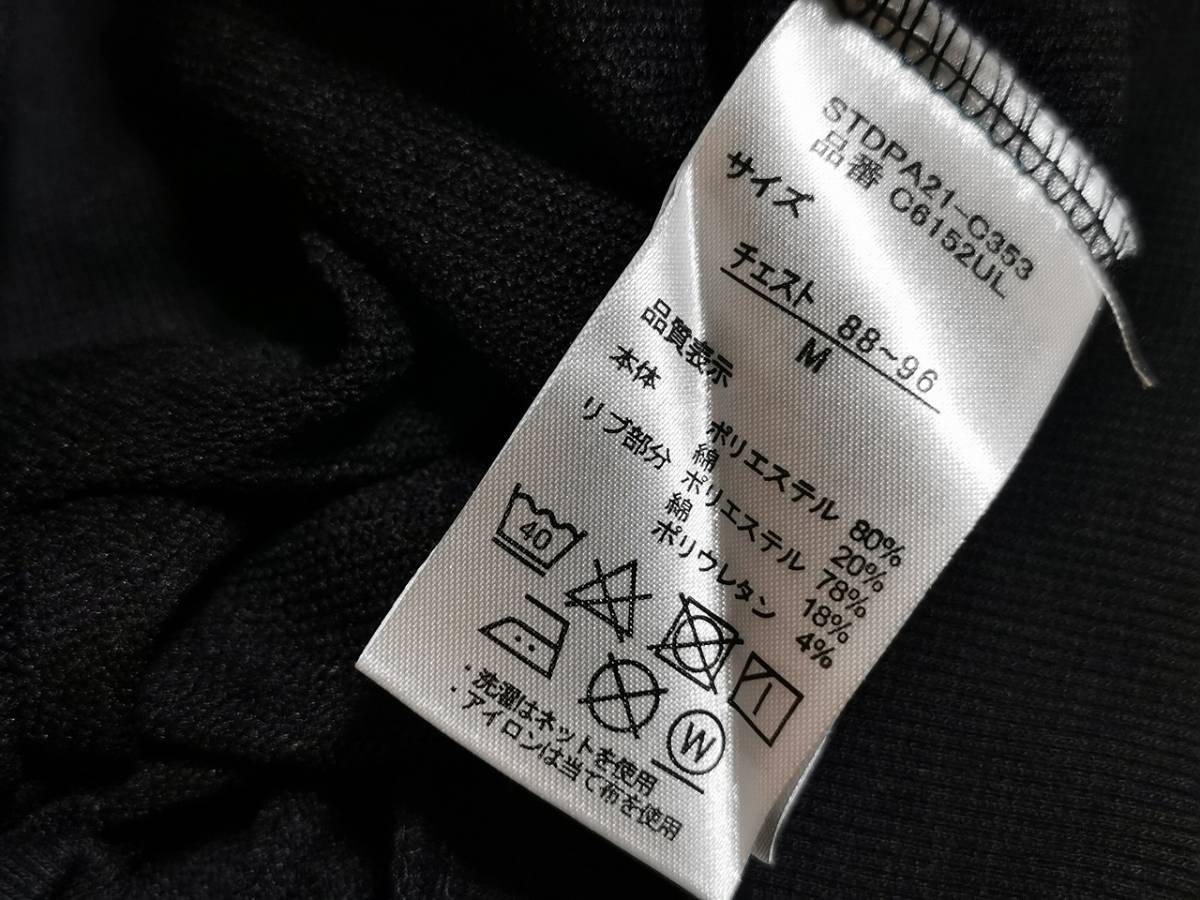 STDPA21-C353
品番 C6152UL
サイズ
チェスト 88~96
M
品質表示
本体 ポリエステル 80%
綿 20%
リブ部分 ポリエステル 78%
綿 18%
ポリウレタン 4%
40
W
・洗濯はネットを使用
・アイロンは当て布を使用